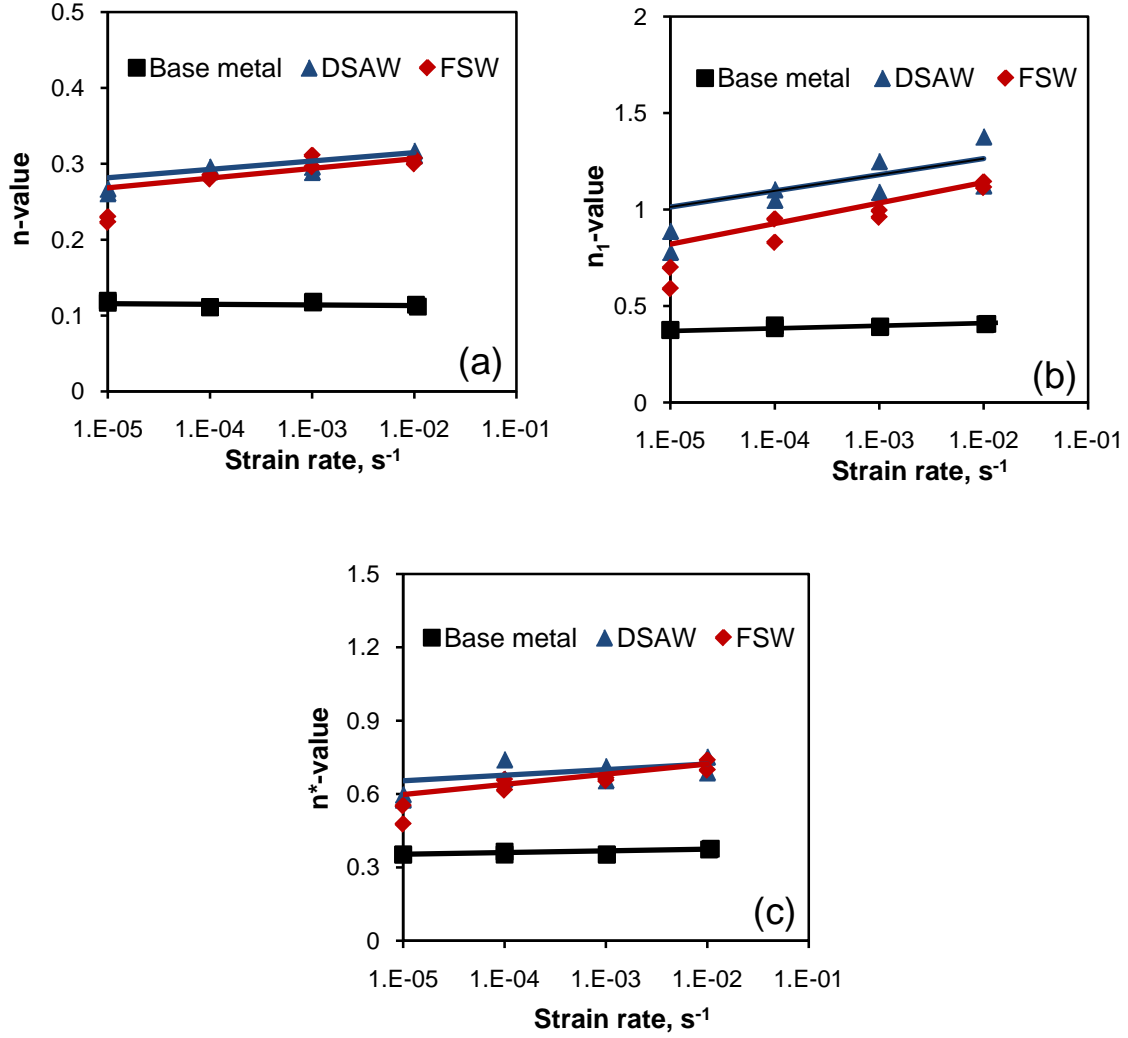 0.5
0.4
0.3
0.2
0.1
0
n-value
Base metal DSAW FSW
(a)
1.E-05 1.E-04 1.E-03 1.E-02 1.E-01
Strain rate, s-1
2
1.5
1
0.5
0
n1-value
Base metal DSAW FSW
(b)
1.E-05 1.E-04 1.E-03 1.E-02 1.E-01
Strain rate, s-1
1.5
1.2
0.9
0.6
0.3
0
n*-value
Base metal DSAW FSW
(c)
1.E-05 1.E-04 1.E-03 1.E-02 1.E-01
Strain rate, s-1